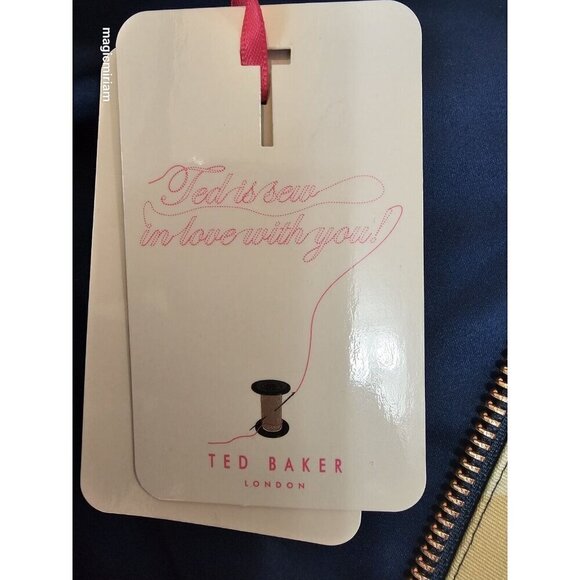 magicmiriam
Ted is sew
in love with you!
TED BAKER
LONDON